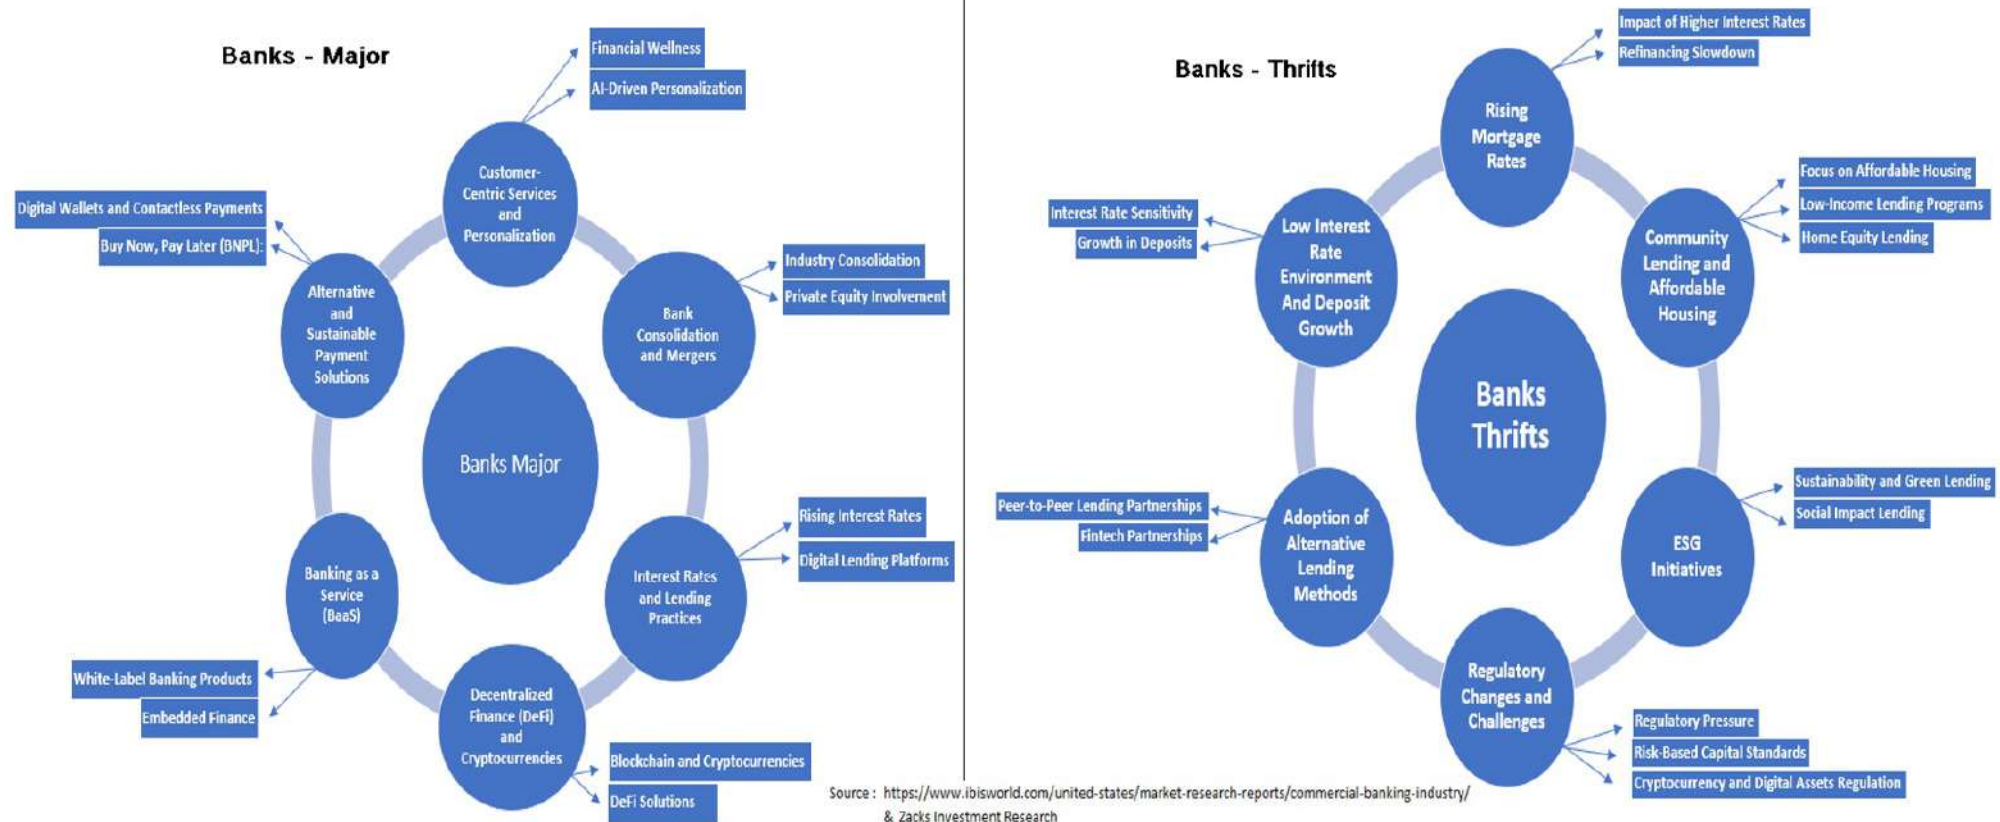 Banks - Major
Financial Wellness
AI-Driven Personalization
Customer-
Centric Services
and
Personalization
Digital Wallets and Contactless Payments
Buy Now, Pay Later (BNPL):
Alternative
and
Sustainable
Payment
Solutions
Industry Consolidation
Private Equity Involvement
Bank
Consolidation
and Mergers
Banks Major
Rising Interest Rates
Digital Lending Platforms
Interest Rates
and Lending
Practices
Banking as a
Service
(BaaS)
White-Label Banking Products
Embedded Finance
Decentralized
Finance (DeFi)
and
Cryptocurrencies
Blockchain and Cryptocurrencies
DeFi Solutions
Banks - Thrifts
Impact of Higher Interest Rates
Refinancing Slowdown
Rising
Mortgage
Rates
Interest Rate Sensitivity
Growth in Deposits
Low Interest
Rate
Environment
And Deposit
Growth
Focus on Affordable Housing
Low-Income Lending Programs
Home Equity Lending
Community
Lending and
Affordable
Housing
Banks
Thrifts
Peer-to-Peer Lending Partnerships
Fintech Partnerships
Adoption of
Alternative
Lending
Methods
Sustainability and Green Lending
Social Impact Lending
ESG
Initiatives
Regulatory
Changes and
Challenges
Regulatory Pressure
Risk-Based Capital Standards
Cryptocurrency and Digital Assets Regulation
Source : https://www.ibisworld.com/united-states/market-research-reports/commercial-banking-industry/
& Zacks Investment Research